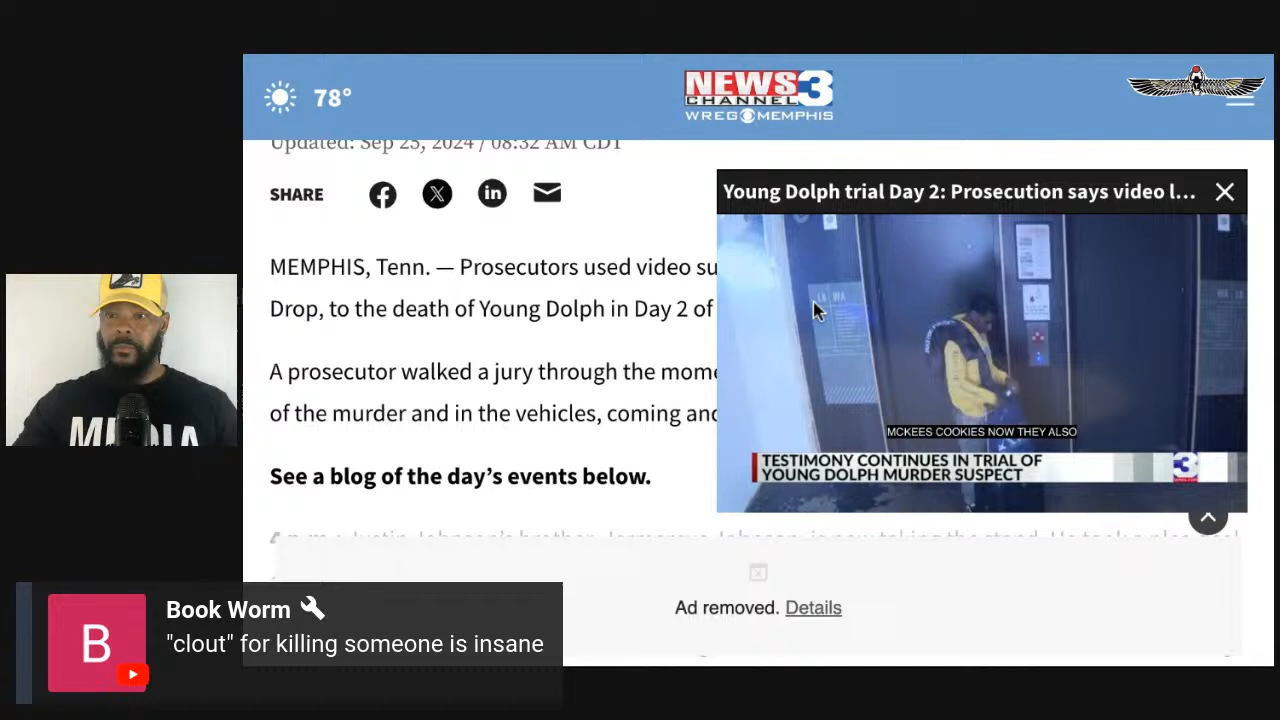 78°
NEWS
CHANNEL 3
WREG MEMPHIS
Updated: Sep 25, 2024 / 08:32 AM CDT
SHARE
Young Dolph trial Day 2: Prosecution says video l...
MEMPHIS, Tenn. — Prosecutors used video su
Drop, to the death of Young Dolph in Day 2 of
A prosecutor walked a jury through the mome
of the murder and in the vehicles, coming and
MCKEES COOKIES NOW THEY ALSO
TESTIMONY CONTINUES IN TRIAL OF
YOUNG DOLPH MURDER SUSPECT
3
See a blog of the day's events below.
Ad removed. Details
MEDIA
B
Book Worm
"clout" for killing someone is insane